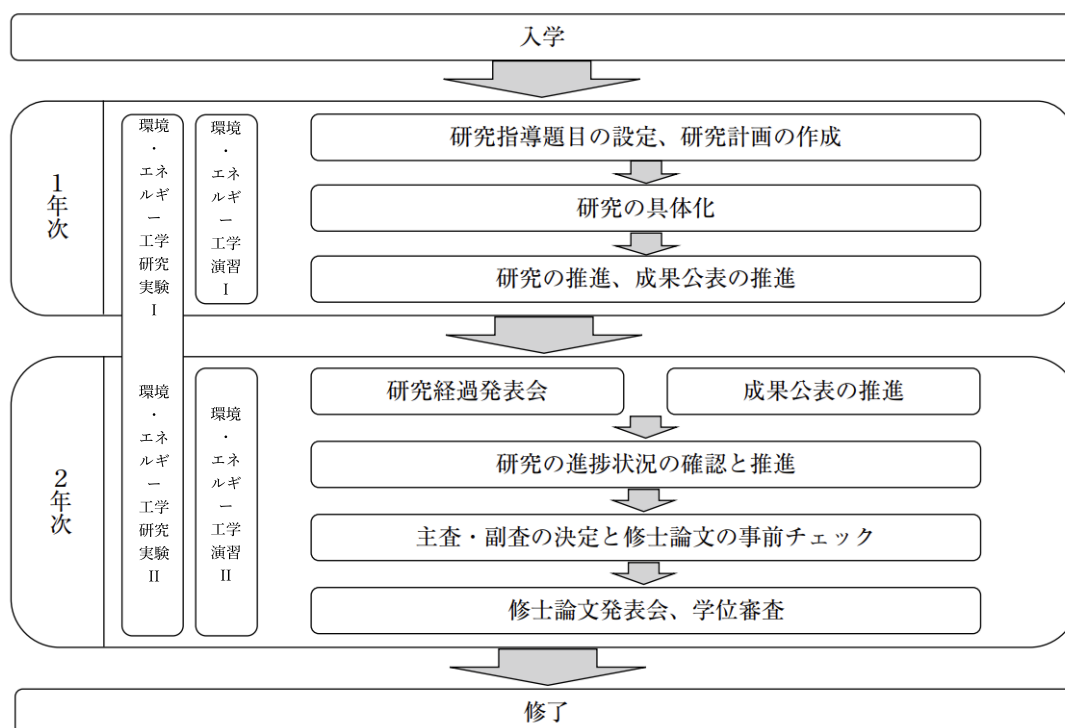 入学
1年次
環境・エネルギー工学研究実験Ⅰ
環境・エネルギー工学演習Ⅰ
研究指導題目の設定、研究計画の作成
研究の具体化
研究の推進、成果公表の推進
2年次
環境・エネルギー工学研究実験Ⅱ
環境・エネルギー工学演習Ⅱ
研究経過発表会
成果公表の推進
研究の進捗状況の確認と推進
主査・副査の決定と修士論文の事前チェック
修士論文発表会、学位審査
修了